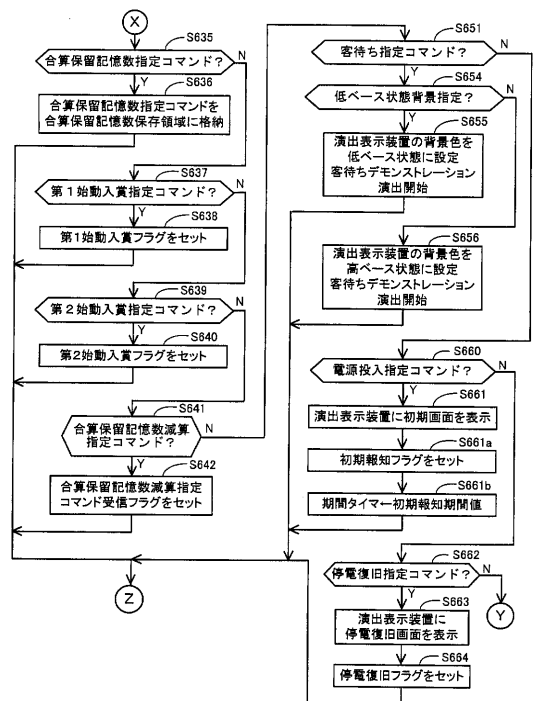 X
S635
合算保留記憶数指定コマンド？
N
Y
S636
合算保留記憶数指定コマンドを
合算保留記憶数保存領域に格納
S637
第１始動入賞指定コマンド？
N
Y
S638
第1始動入賞フラグをセット
S639
第２始動入賞指定コマンド？
N
Y
S640
第2始動入賞フラグをセット
S641
合算保留記憶数減算
指定コマンド？
N
Y
S642
合算保留記憶数減算指定
コマンド受信フラグをセット
Z
S651
客待ち指定コマンド？
N
Y
S654
低ベース状態背景指定？
N
Y
S655
演出表示装置の背景色を
低ベース状態に設定
客待ちデモンストレーション
演出開始
S656
演出表示装置の背景色を
高ベース状態に設定
客待ちデモンストレーション
演出開始
S660
電源投入指定コマンド？
N
Y
S661
演出表示装置に初期画面を表示
S661a
初期報知フラグをセット
S661b
期間タイマ←初期報知期間値
S662
停電復旧指定コマンド？
N
Y
Y
S663
演出表示装置に
停電復旧画面を表示
S664
停電復旧フラグをセット